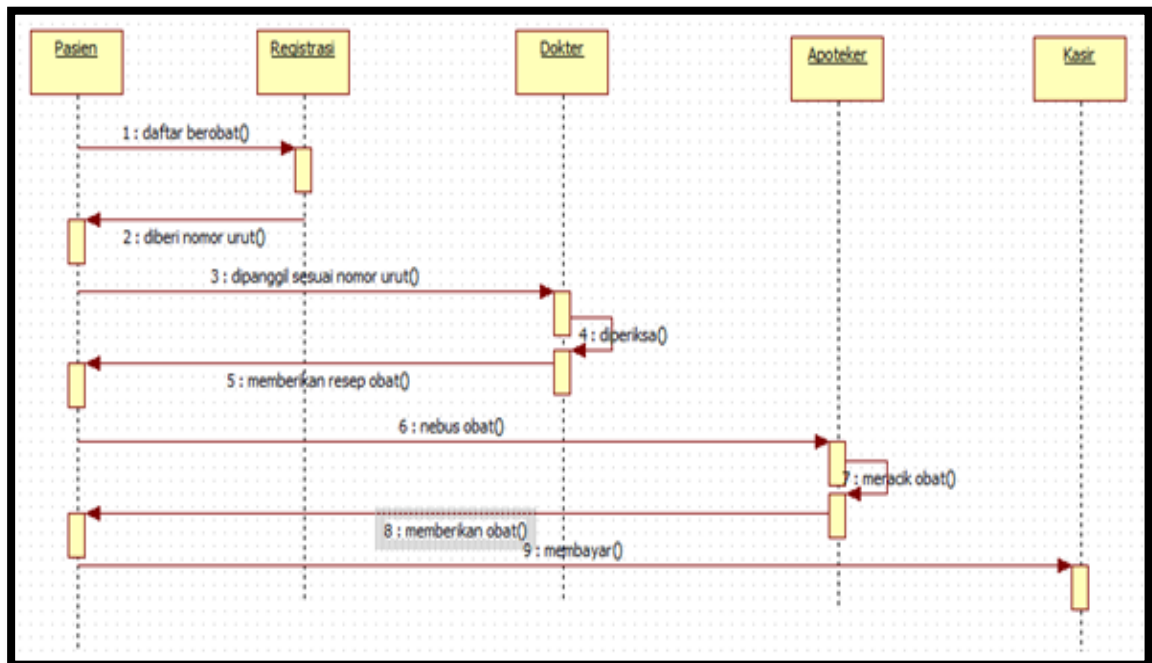 Pasien
Registrasi
Dokter
Apoteker
Kasir
1 : daftar berobat()
2 : diberi nomor urut()
3 : dipanggil sesuai nomor urut()
4 : diperiksa()
5 : memberikan resep obat()
6 : nebus obat()
7 : meracik obat()
8 : memberikan obat()
9 : membayar()